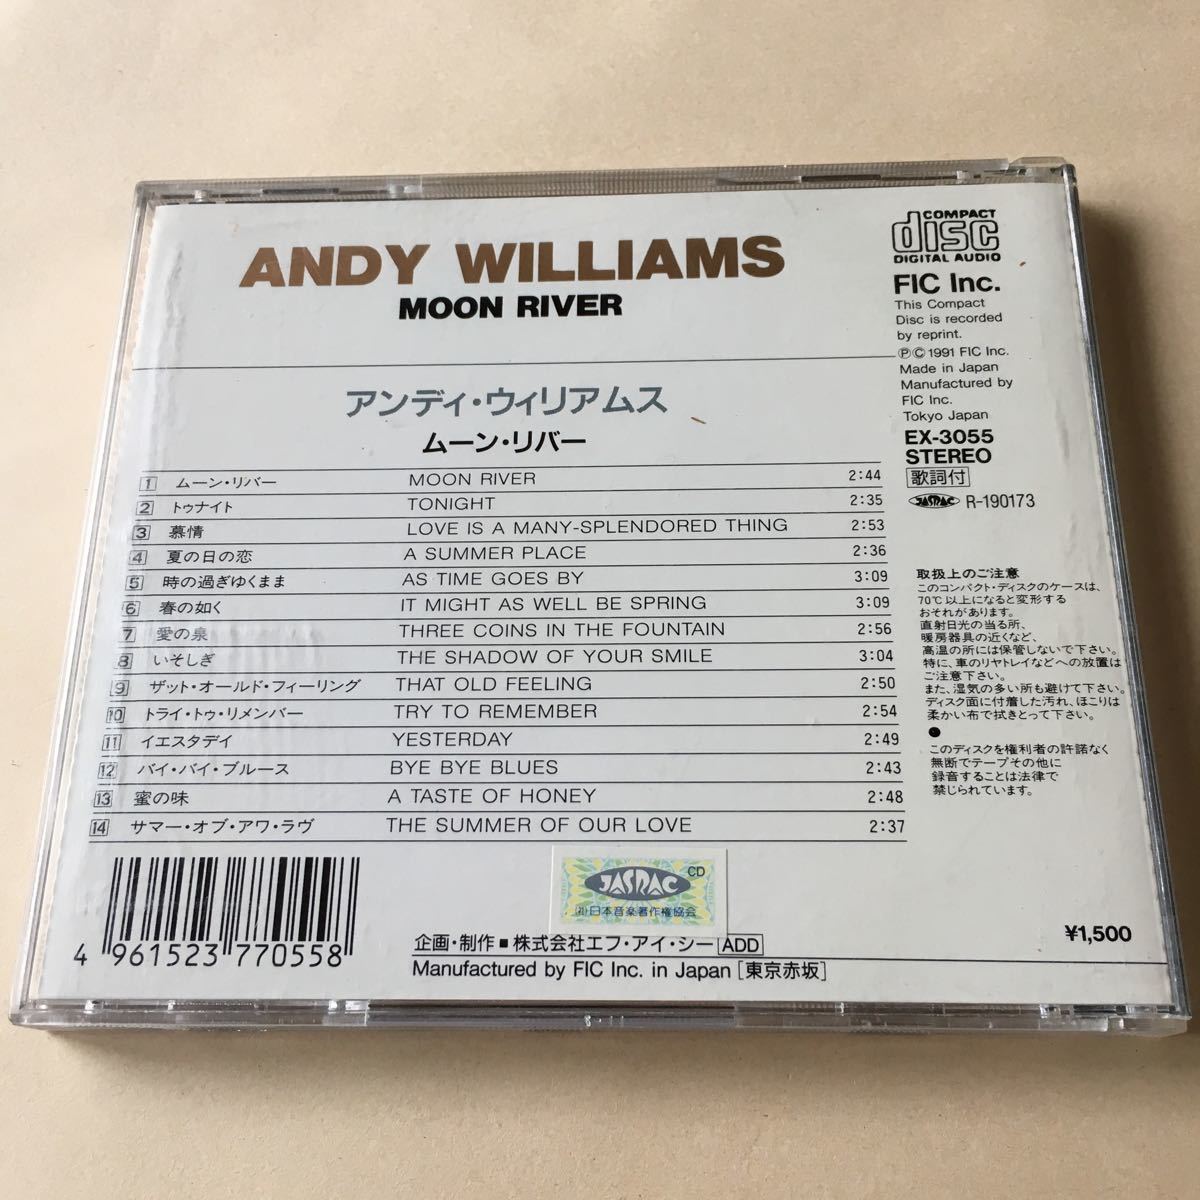 ANDY WILLIAMS
MOON RIVER
アンディ・ウィリアムス
ムーン・リバー
1 ムーン・リバー MOON RIVER 2:44
2 トゥナイト TONIGHT 2:35
3 慕情 LOVE IS A MANY-SPLENDORED THING 2:53
4 夏の日の恋 A SUMMER PLACE 2:36
5 時の過ぎゆくまま AS TIME GOES BY 3:09
6 春の如く IT MIGHT AS WELL BE SPRING 3:09
7 愛の泉 THREE COINS IN THE FOUNTAIN 2:56
8 いそしぎ THE SHADOW OF YOUR SMILE 3:04
9 ザット・オールド・フィーリング THAT OLD FEELING 2:50
10 トライ・トゥ・リメンバー TRY TO REMEMBER 2:54
11 イエスタデイ YESTERDAY 2:49
12 バイ・バイ・ブルース BYE BYE BLUES 2:43
13 蜜の味 A TASTE OF HONEY 2:48
14 サマー・オブ・アワ・ラヴ THE SUMMER OF OUR LOVE 2:37
COMPACT
disc
DIGITAL AUDIO
FIC Inc.
This Compact
Disc is recorded
by reprint.
Ⓟ© 1991 FIC Inc.
Made in Japan
Manufactured by
FIC Inc.
Tokyo Japan
EX-3055
STEREO
歌詞付
JASRAC R-190173
取扱上のご注意
このコンパクト・ディスクのケースは、
70℃以上になると変形する
おそれがあります。
直射日光の当る所、
暖房器具の近くなど、
高温の所には保管しないで下さい。
特に、車のリヤトレイなどへの放置は
ご注意下さい。
また、湿気の多い所も避けて下さい。
ディスク面に付着した汚れ、ほこりは
柔かい布で拭きとって下さい。
●
このディスクを権利者の許諾なく
無断でテープその他に
録音することは法律で
禁じられています。
4 961523 770558
JASRAC CD
(社)日本音楽著作権協会
企画・制作■株式会社エフ・アイ・シー ADD
Manufactured by FIC Inc. in Japan [東京赤坂]
¥1,500